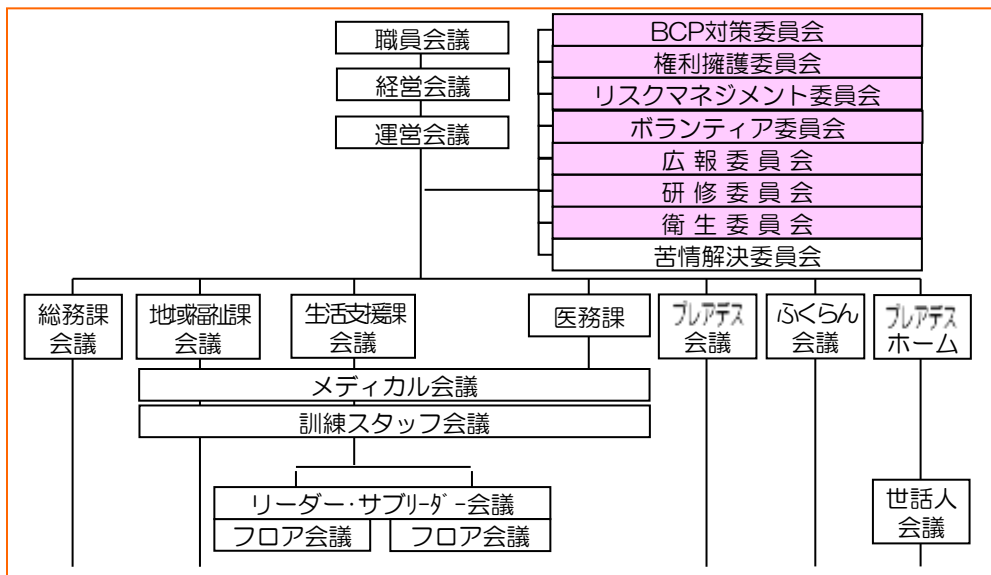 職員会議
経営会議
運営会議
BCP対策委員会
権利擁護委員会
リスクマネジメント委員会
ボランティア委員会
広報委員会
研修委員会
衛生委員会
苦情解決委員会
総務課
会議
地域福祉課
会議
生活支援課
会議
医務課
プレアデス
会議
ふくらん
会議
プレアデス
ホーム
メディカル会議
訓練スタッフ会議
リーダー・サブリーダー会議
フロア会議
フロア会議
世話人
会議